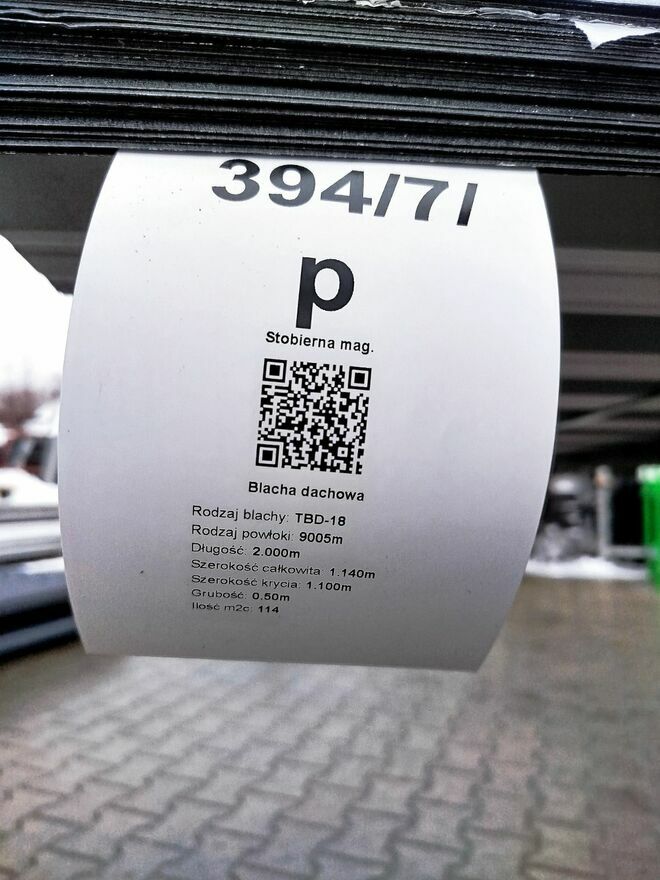 394/7/
p
Stobierna mag.
Blacha dachowa
Rodzaj blachy: TBD-18
Rodzaj powłoki: 9005m
Długość: 2.000m
Szerokość całkowita: 1.140m
Szerokość krycia: 1.100m
Grubość: 0.50m
Ilość m2c: 114